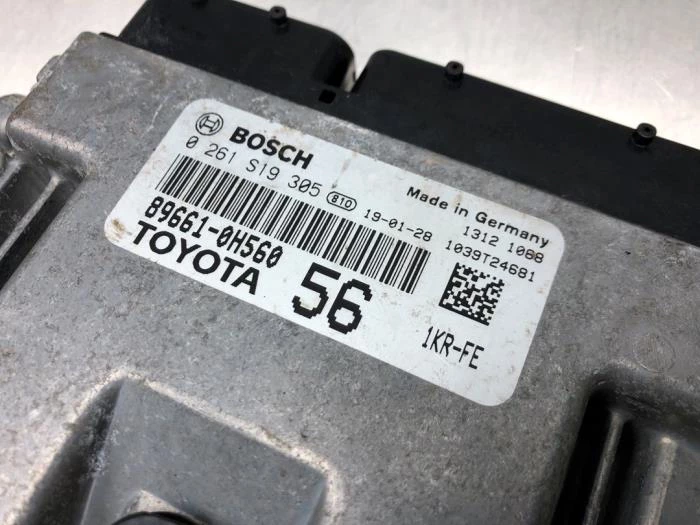 BOSCH
0 261 S19 305 810 19-01-28
Made in Germany
1312 1088
1039T24681
89661-0H560
TOYOTA
56
1KR-FE